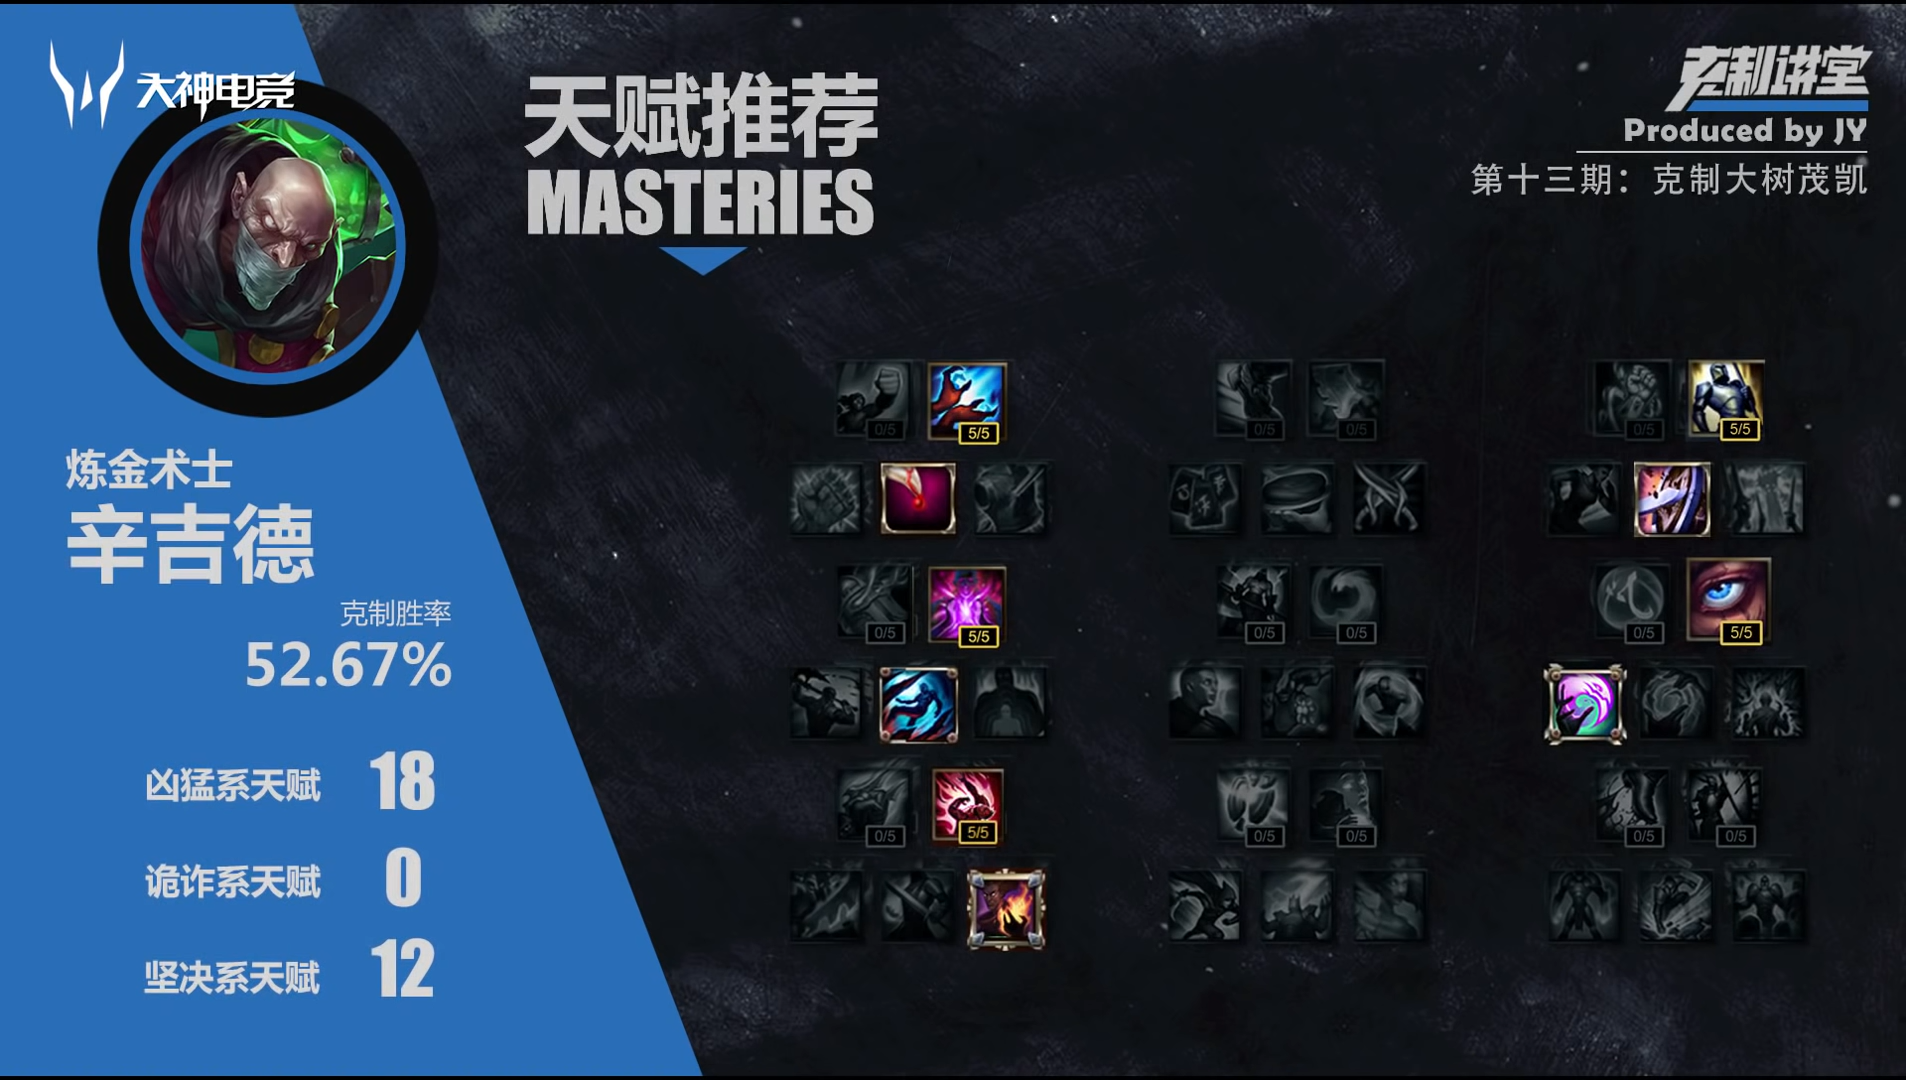 大神电竞
天赋推荐
MASTERIES
克制讲堂
Produced by JY
第十三期：克制大树茂凯
炼金术士
辛吉德
克制胜率
52.67%
凶猛系天赋 18
诡诈系天赋 0
坚决系天赋 12
0/5 5/5 0/5 0/5 0/5 5/5
0/5 5/5 0/5 0/5 0/5 5/5
0/5 5/5 0/5 0/5 0/5 0/5